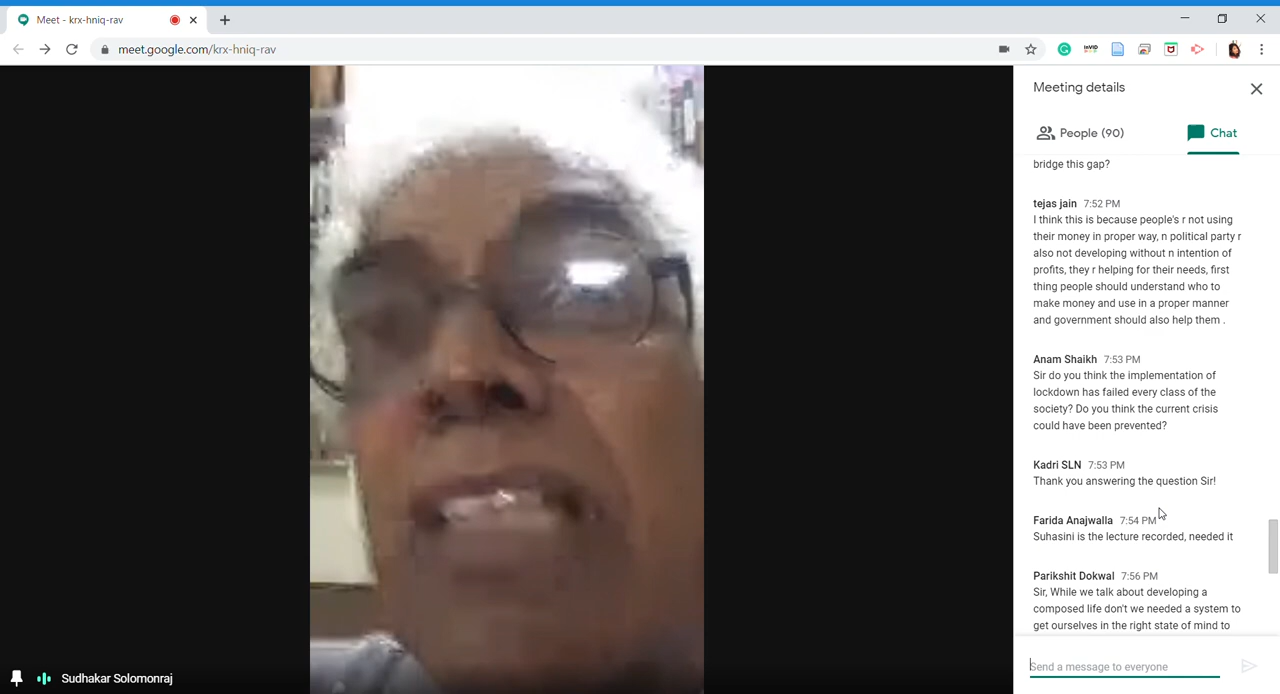 Meet - krx-hniq-rav
meet.google.com/krx-hniq-rav
Meeting details
People (90)
Chat
bridge this gap?
tejas jain 7:52 PM
I think this is because people's r not using
their money in proper way, n political party r
also not developing without n intention of
profits, they r helping for their needs, first
thing people should understand who to
make money and use in a proper manner
and government should also help them .
Anam Shaikh 7:53 PM
Sir do you think the implementation of
lockdown has failed every class of the
society? Do you think the current crisis
could have been prevented?
Kadri SLN 7:53 PM
Thank you answering the question Sir!
Farida Anajwalla 7:54 PM
Suhasini is the lecture recorded, needed it
Parikshit Dokwal 7:56 PM
Sir, While we talk about developing a
composed life don't we needed a system to
get ourselves in the right state of mind to
Send a message to everyone
Sudhakar Solomonraj